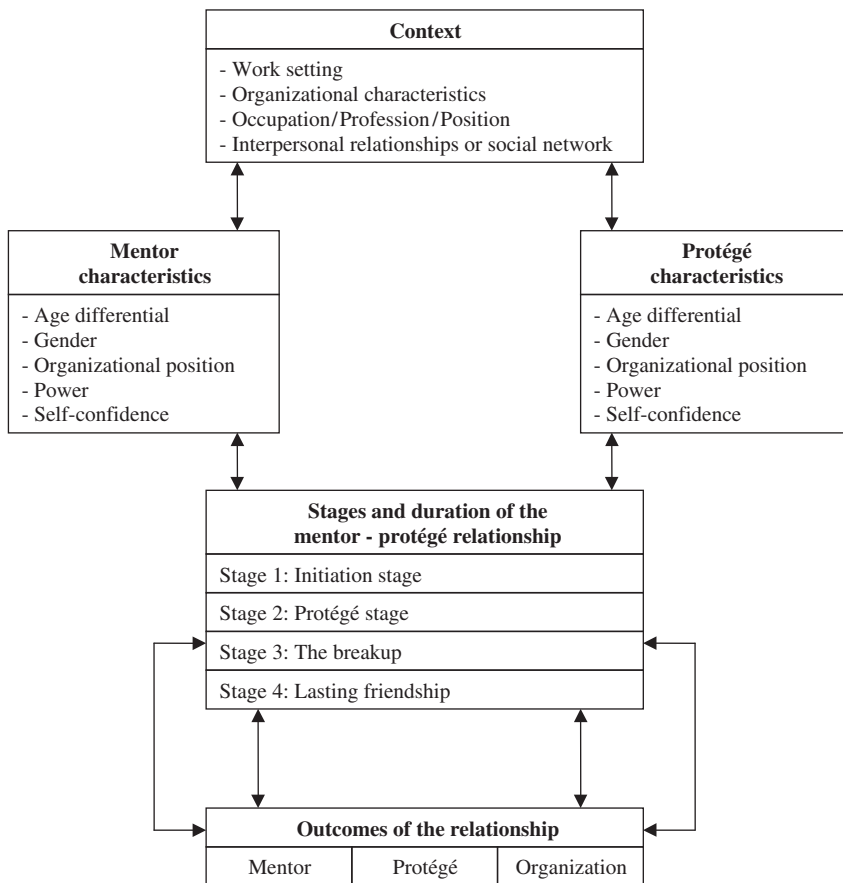 Context
- Work setting
- Organizational characteristics
- Occupation/Profession/Position
- Interpersonal relationships or social network
Mentor
characteristics
- Age differential
- Gender
- Organizational position
- Power
- Self-confidence
Protégé
characteristics
- Age differential
- Gender
- Organizational position
- Power
- Self-confidence
Stages and duration of the
mentor - protégé relationship
Stage 1: Initiation stage
Stage 2: Protégé stage
Stage 3: The breakup
Stage 4: Lasting friendship
Outcomes of the relationship
Mentor
Protégé
Organization